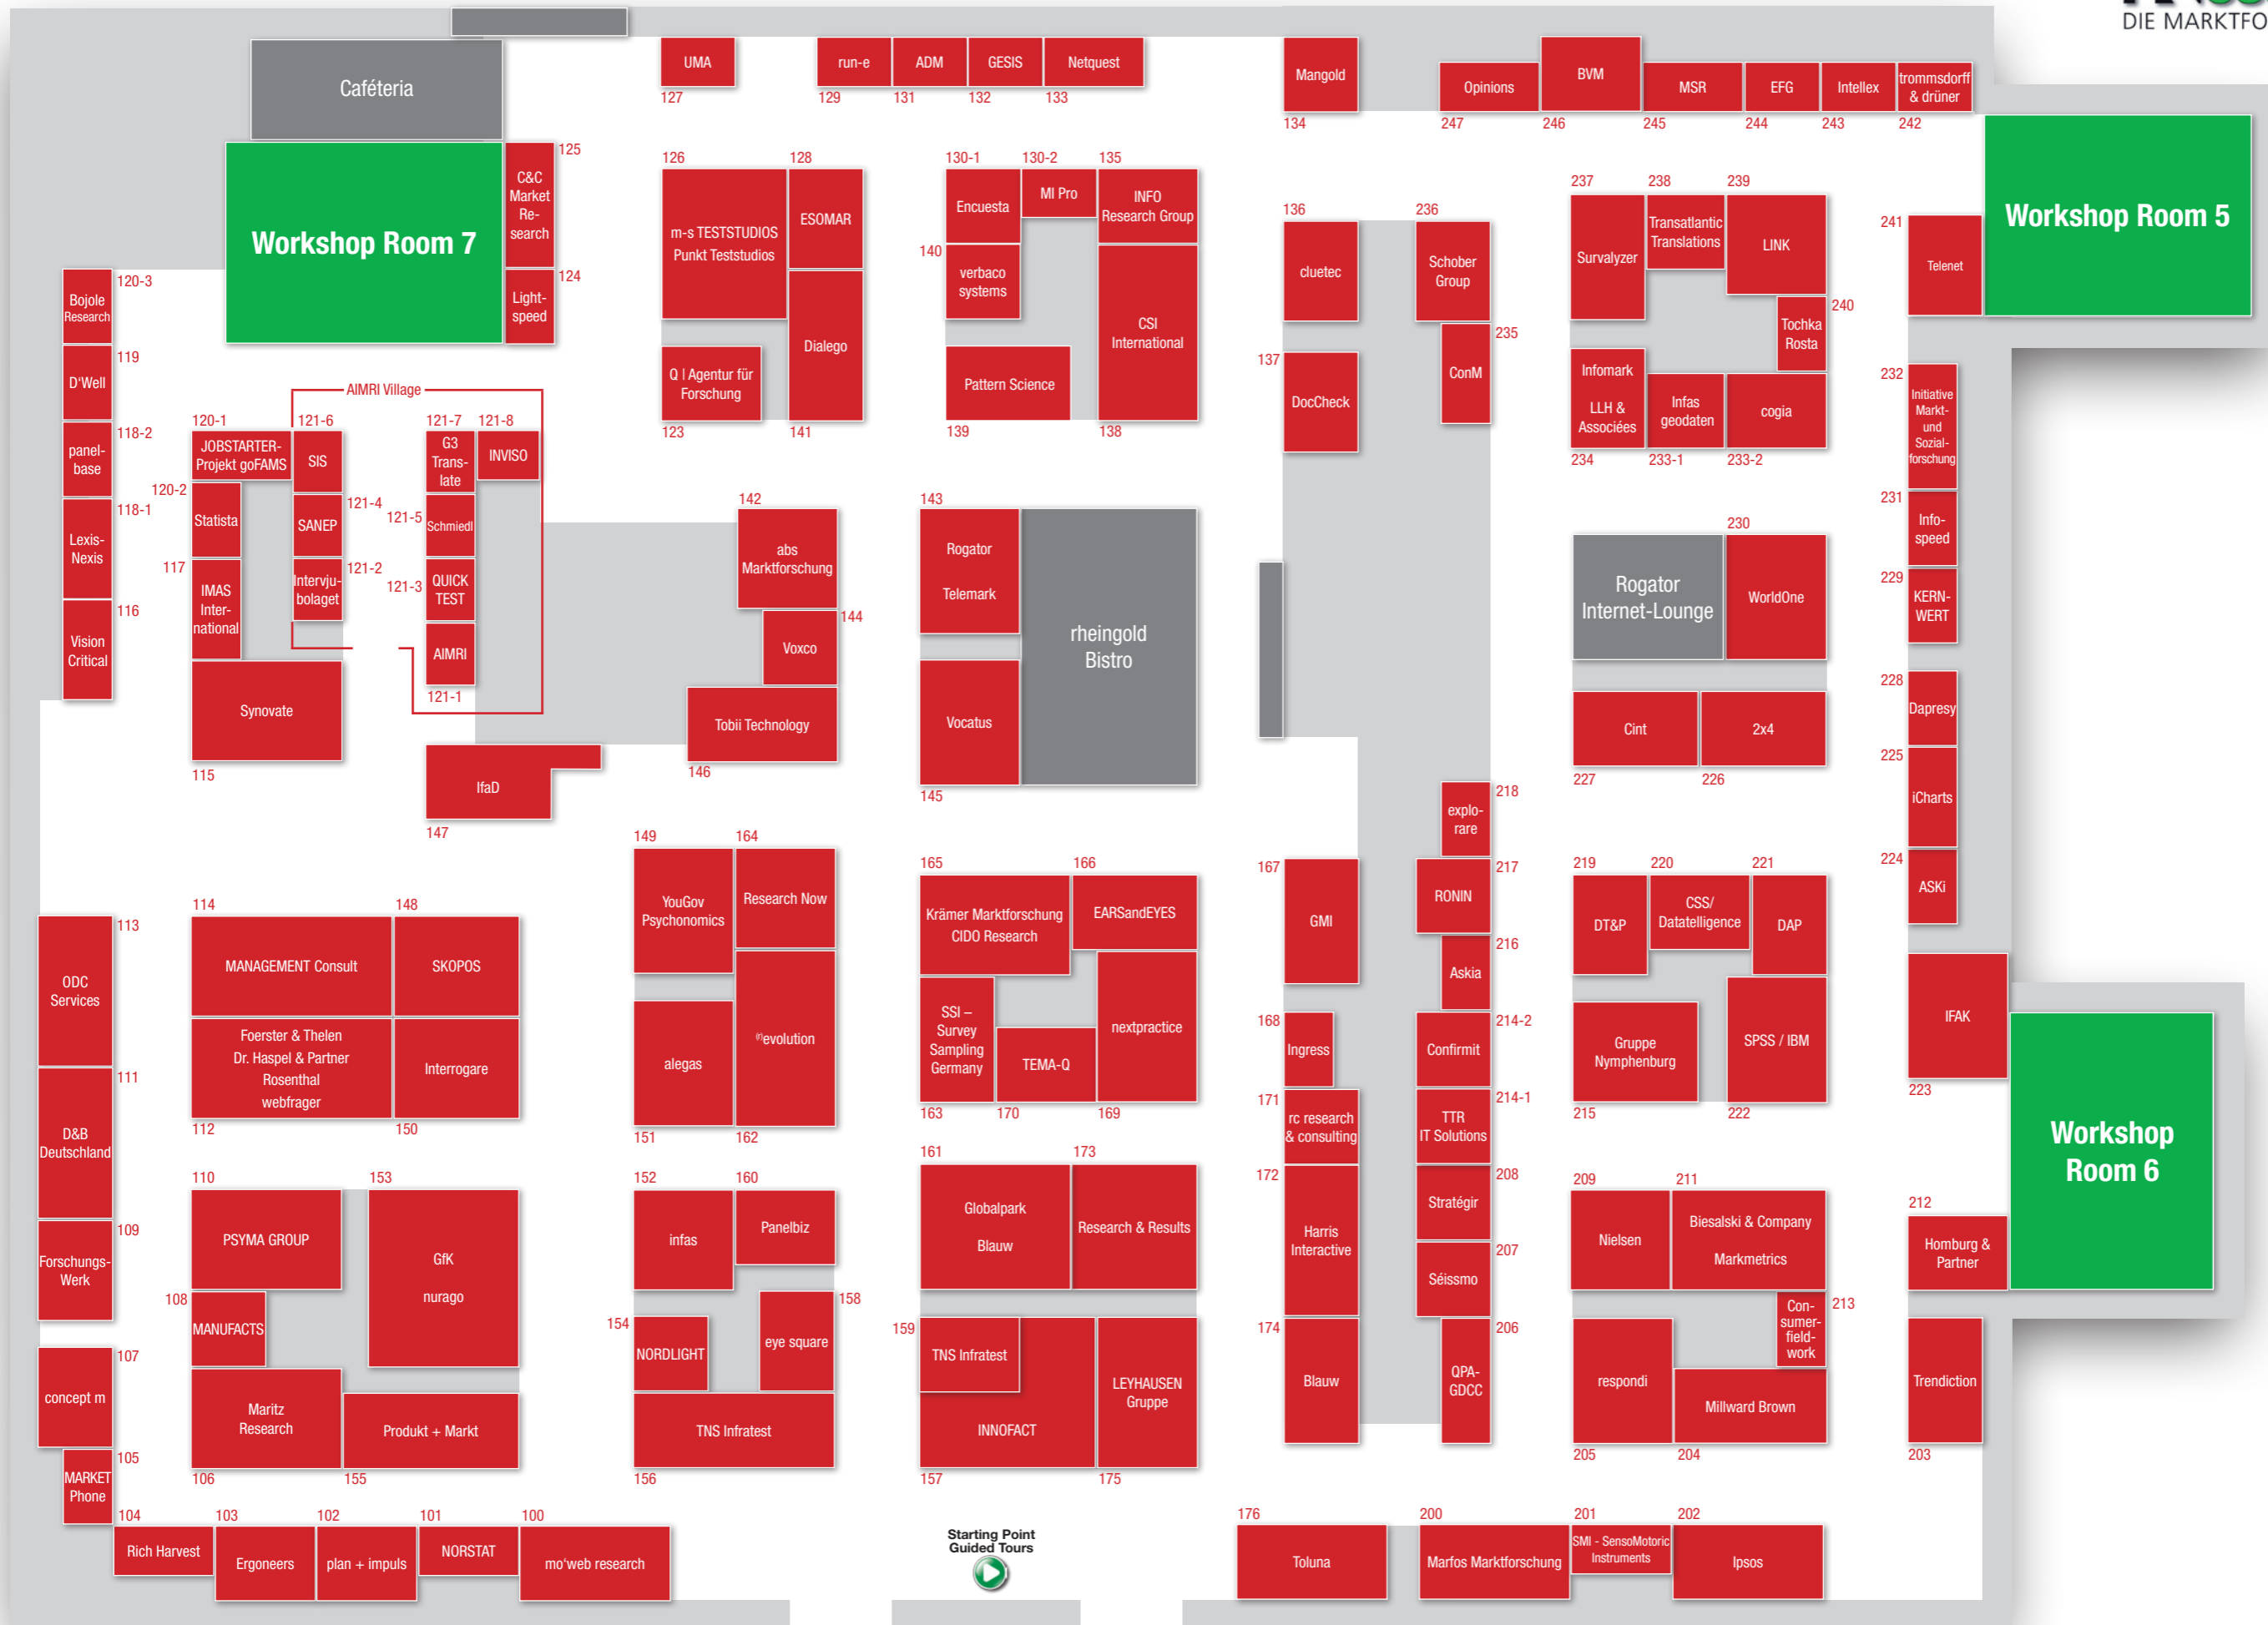 DIE MARKTFO
Caféteria
UMA
127
run-e
129
ADM
131
GESIS
132
Netquest
133
Mangold
134
Opinions
247
BVM
246
MSR
245
EFG
244
Intellex
243
trommsdorff
& drüner
242
Workshop Room 7
125
C&C
Market
Re-
search
124
Light-
speed
126
m-s TESTSTUDIOS
Punkt Teststudios
128
ESOMAR
Dialego
141
Q | Agentur für
Forschung
123
130-1
Encuesta
130-2
MI Pro
135
INFO
Research Group
140
verbaco
systems
CSI
International
138
Pattern Science
139
136
cluetec
137
DocCheck
236
Schober
Group
235
ConM
237
Survalyzer
238
Transatlantic
Translations
239
LINK
240
Tochka
Rosta
Infomark
LLH &
Associées
234
Infas
geodaten
233-1
cogia
233-2
241
Telenet
Workshop Room 5
232
Initiative
Markt-
und
Sozial-
forschung
231
Info-
speed
229
KERN-
WERT
228
Dapresy
225
iCharts
224
ASKi
120-3
Bojole
Research
119
D'Well
118-2
panel-
base
118-1
Lexis-
Nexis
116
Vision
Critical
AIMRI Village
120-1
JOBSTARTER-
Projekt goFAMS
121-6
SIS
121-7
G3
Trans-
late
121-8
INVISO
120-2
Statista
121-4
SANEP
121-5
Schmiedl
117
IMAS
Inter-
national
121-2
Intervju-
bolaget
121-3
QUICK
TEST
AIMRI
121-1
Synovate
115
IfaD
147
142
abs
Marktforschung
144
Voxco
Tobii Technology
146
143
Rogator
Telemark
Vocatus
145
rheingold
Bistro
Rogator
Internet-Lounge
230
WorldOne
Cint
227
2x4
226
218
explo-
rare
217
RONIN
216
Askia
214-2
Confirmit
214-1
TTR
IT Solutions
208
Stratégir
207
Séissmo
206
QPA-
GDCC
113
ODC
Services
111
D&B
Deutschland
109
Forschungs-
Werk
107
concept m
105
MARKET
Phone
114
MANAGEMENT Consult
148
SKOPOS
Foerster & Thelen
Dr. Haspel & Partner
Rosenthal
webfrager
112
Interrogare
150
149
YouGov
Psychonomics
164
Research Now
alegas
151
(r)evolution
162
165
Krämer Marktforschung
CIDO Research
166
EARSandEYES
SSI –
Survey
Sampling
Germany
163
TEMA-Q
170
nextpractice
169
167
GMI
168
Ingress
171
rc research
& consulting
172
Harris
Interactive
174
Blauw
219
DT&P
220
CSS/
Datatelligence
221
DAP
Gruppe
Nymphenburg
215
SPSS / IBM
222
IFAK
223
Workshop
Room 6
110
PSYMA GROUP
153
GfK
nurago
108
MANUFACTS
Maritz
Research
106
Produkt + Markt
155
152
infas
160
Panelbiz
154
NORDLIGHT
158
eye square
TNS Infratest
156
161
Globalpark
Blauw
173
Research & Results
159
TNS Infratest
INNOFACT
157
LEYHAUSEN
Gruppe
175
209
Nielsen
211
Biesalski & Company
Markmetrics
213
Con-
sumer-
field-
work
respondi
205
Millward Brown
204
212
Homburg &
Partner
Trendiction
203
104
Rich Harvest
103
Ergoneers
102
plan + impuls
101
NORSTAT
100
mo'web research
Starting Point
Guided Tours
176
Toluna
200
Marfos Marktforschung
201
SMI - SensoMotoric
Instruments
202
Ipsos